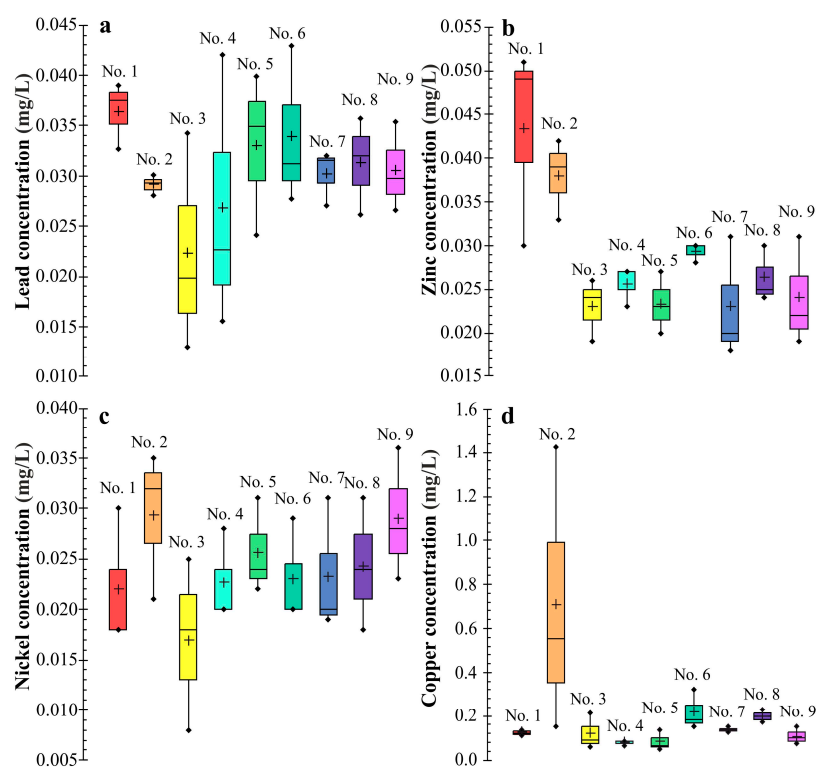 a
Lead concentration (mg/L)
0.045
0.040
0.035
0.030
0.025
0.020
0.015
0.010
No. 1
No. 2
No. 3
No. 4
No. 5
No. 6
No. 7
No. 8
No. 9
b
Zinc concentration (mg/L)
0.055
0.050
0.045
0.040
0.035
0.030
0.025
0.020
0.015
No. 1
No. 2
No. 3
No. 4
No. 5
No. 6
No. 7
No. 8
No. 9
c
Nickel concentration (mg/L)
0.040
0.035
0.030
0.025
0.020
0.015
0.010
0.005
No. 1
No. 2
No. 3
No. 4
No. 5
No. 6
No. 7
No. 8
No. 9
d
Copper concentration (mg/L)
1.6
1.4
1.2
1.0
0.8
0.6
0.4
0.2
0.0
No. 1
No. 2
No. 3
No. 4
No. 5
No. 6
No. 7
No. 8
No. 9